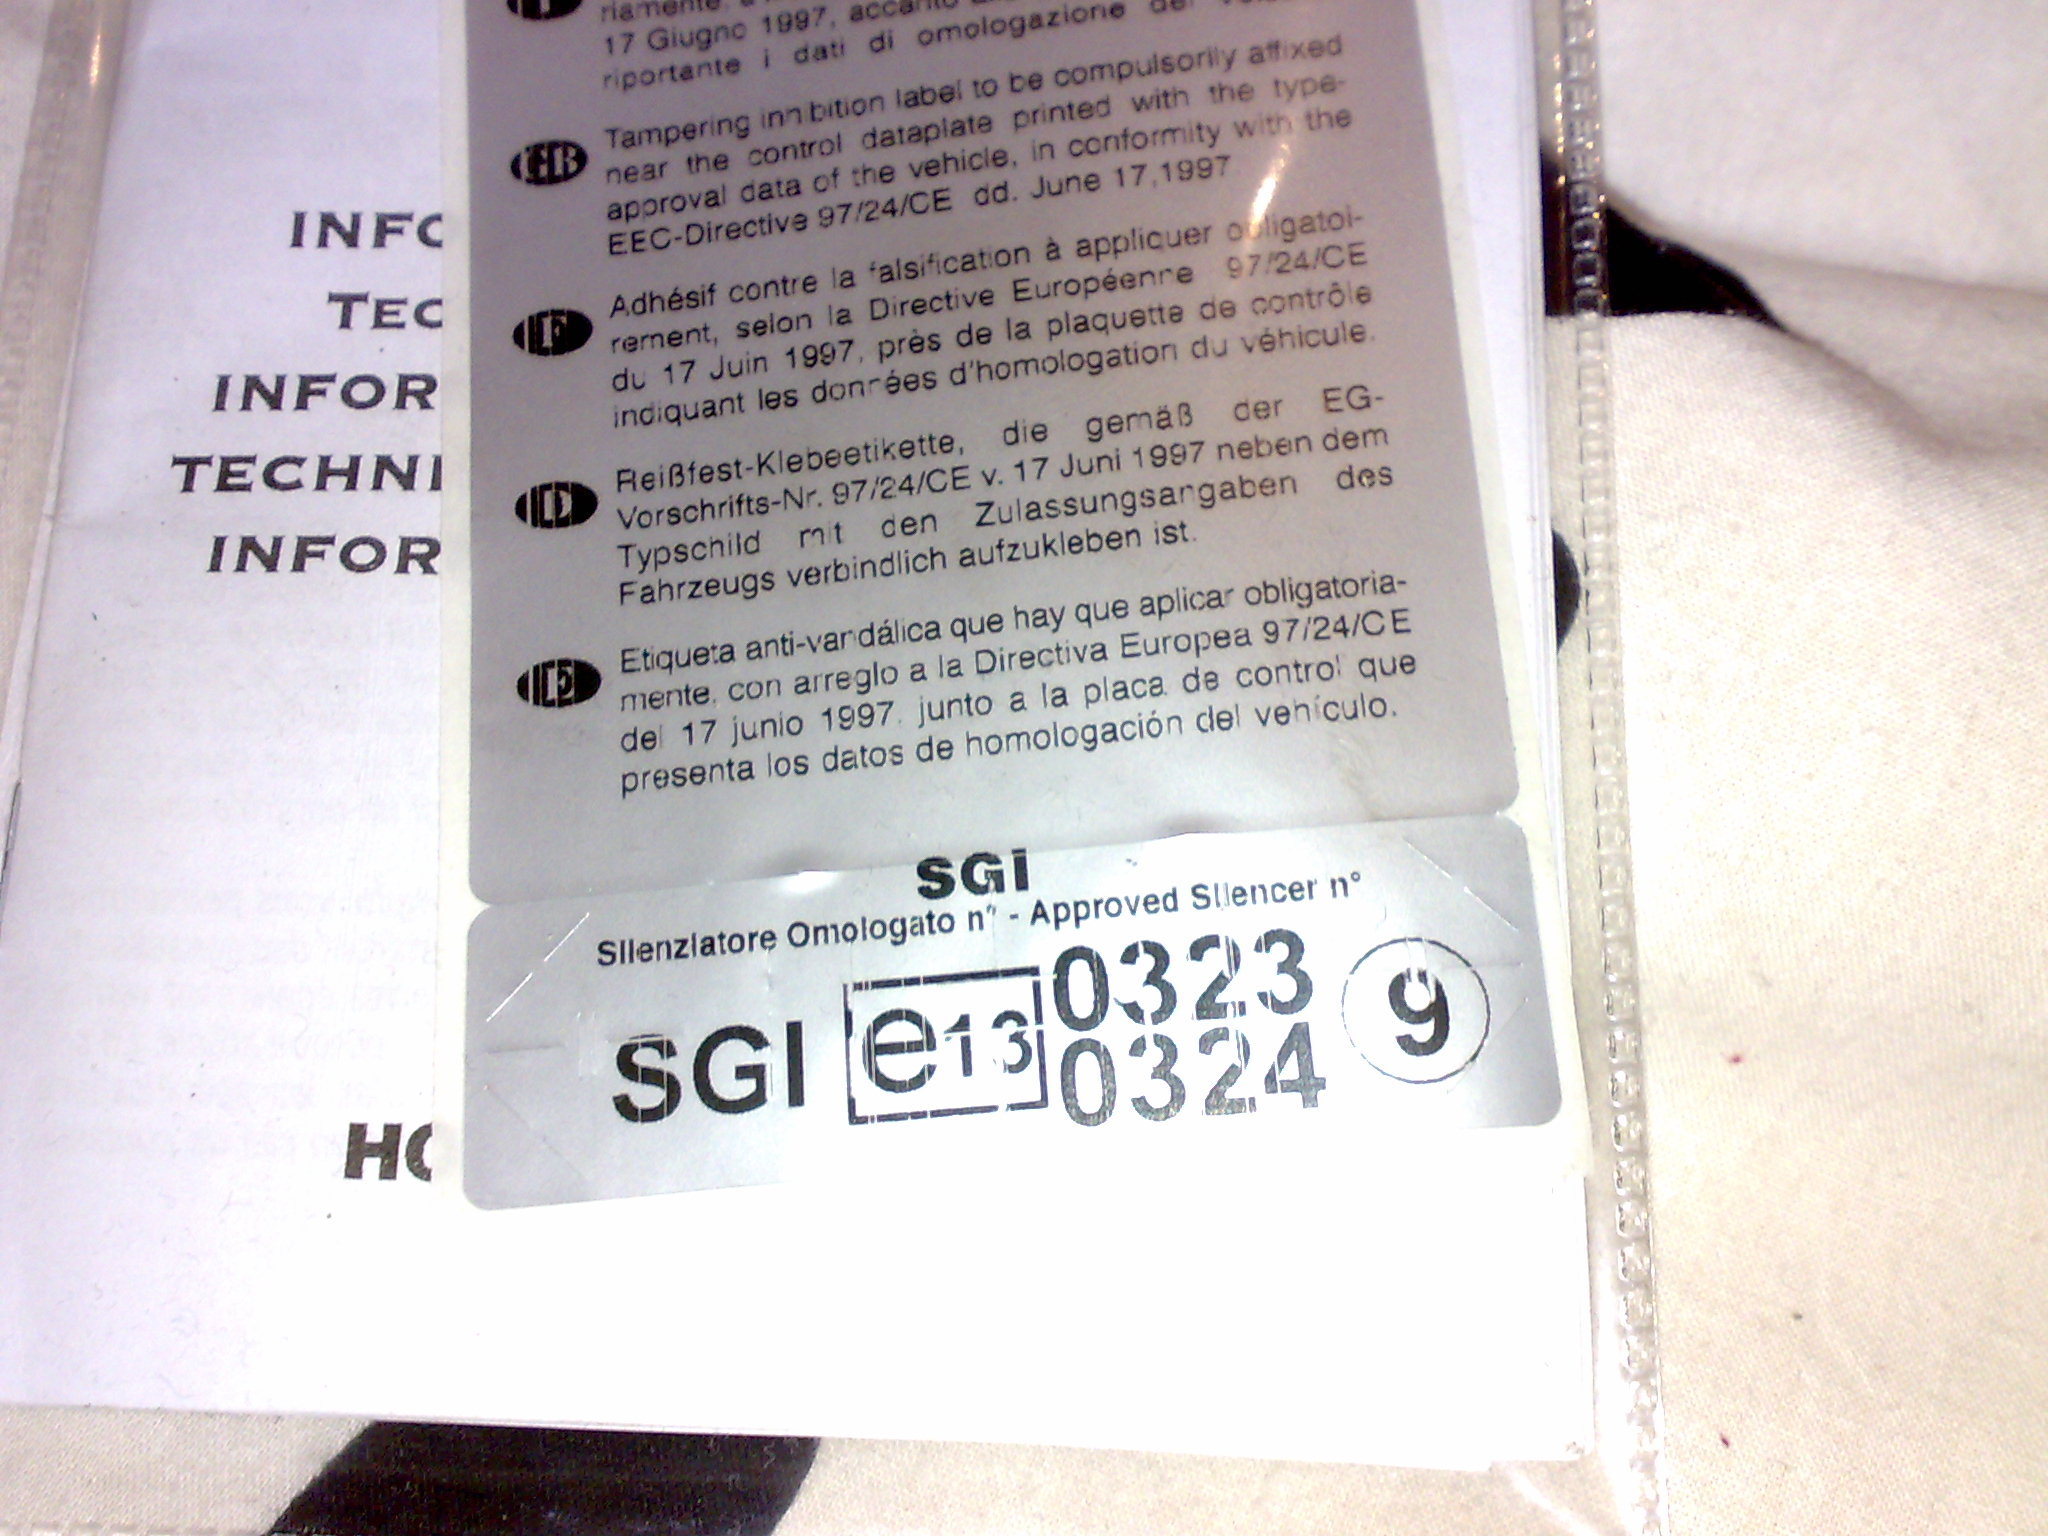 INFO
TEC
INFOR
TECHNI
INFOR
HO
17 Giugno 1997, accanto
riportante i dati di omologazione del
GB
Tampering inhibition label to be compulsorily affixed
near the control dataplate printed with the type-
approval data of the vehicle, in conformity with the
EEC-Directive 97/24/CE dd. June 17,1997
F
Adhésif contre la falsification à appliquer obligatoi-
rement, selon la Directive Européenne 97/24/CE
du 17 Juin 1997, près de la plaquette de contrôle
indiquant les données d'homologation du véhicule.
D
Reißfest-Klebeetikette, die gemäß der EG-
Vorschrifts-Nr. 97/24/CE v. 17 Juni 1997 neben dem
Typschild mit den Zulassungsangaben des
Fahrzeugs verbindlich aufzukleben ist.
E
Etiqueta anti-vandálica que hay que aplicar obligatoria-
mente, con arreglo a la Directiva Europea 97/24/CE
del 17 junio 1997, junto a la placa de control que
presenta los datos de homologación del vehículo.
SGI
Silenziatore Omologato n° - Approved Silencer n°
SGI e13 0323 9
0324